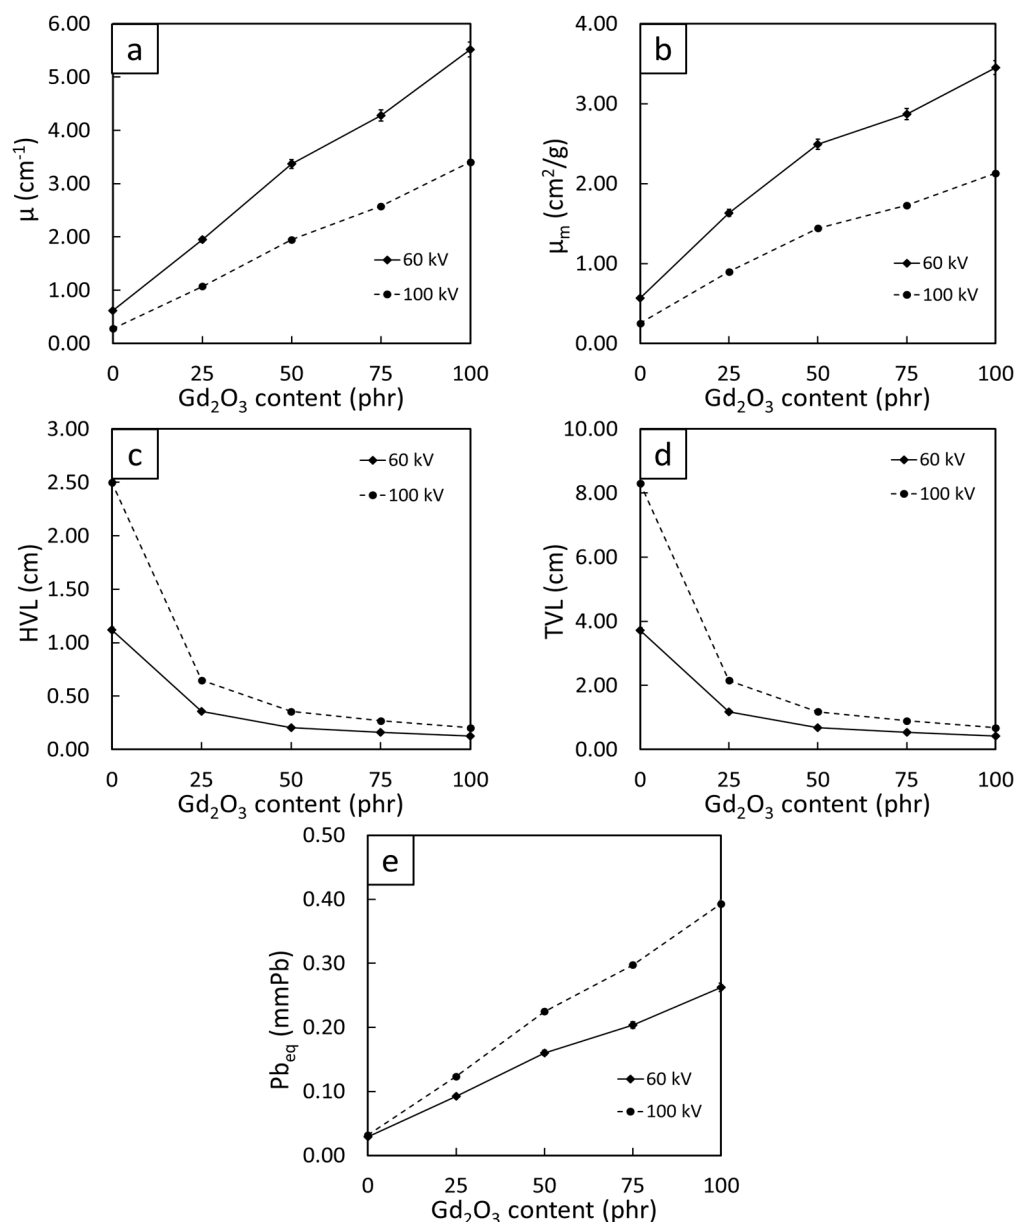 a
6.00
5.00
4.00
3.00
2.00
1.00
0.00
μ (cm⁻¹)
60 kV
100 kV
0 25 50 75 100
Gd₂O₃ content (phr)
b
4.00
3.00
2.00
1.00
0.00
μₘ (cm²/g)
60 kV
100 kV
0 25 50 75 100
Gd₂O₃ content (phr)
c
3.00
2.50
2.00
1.50
1.00
0.50
0.00
HVL (cm)
60 kV
100 kV
0 25 50 75 100
Gd₂O₃ content (phr)
d
10.00
8.00
6.00
4.00
2.00
0.00
TVL (cm)
60 kV
100 kV
0 25 50 75 100
Gd₂O₃ content (phr)
e
0.50
0.40
0.30
0.20
0.10
0.00
Pb_eq (mmPb)
60 kV
100 kV
0 25 50 75 100
Gd₂O₃ content (phr)